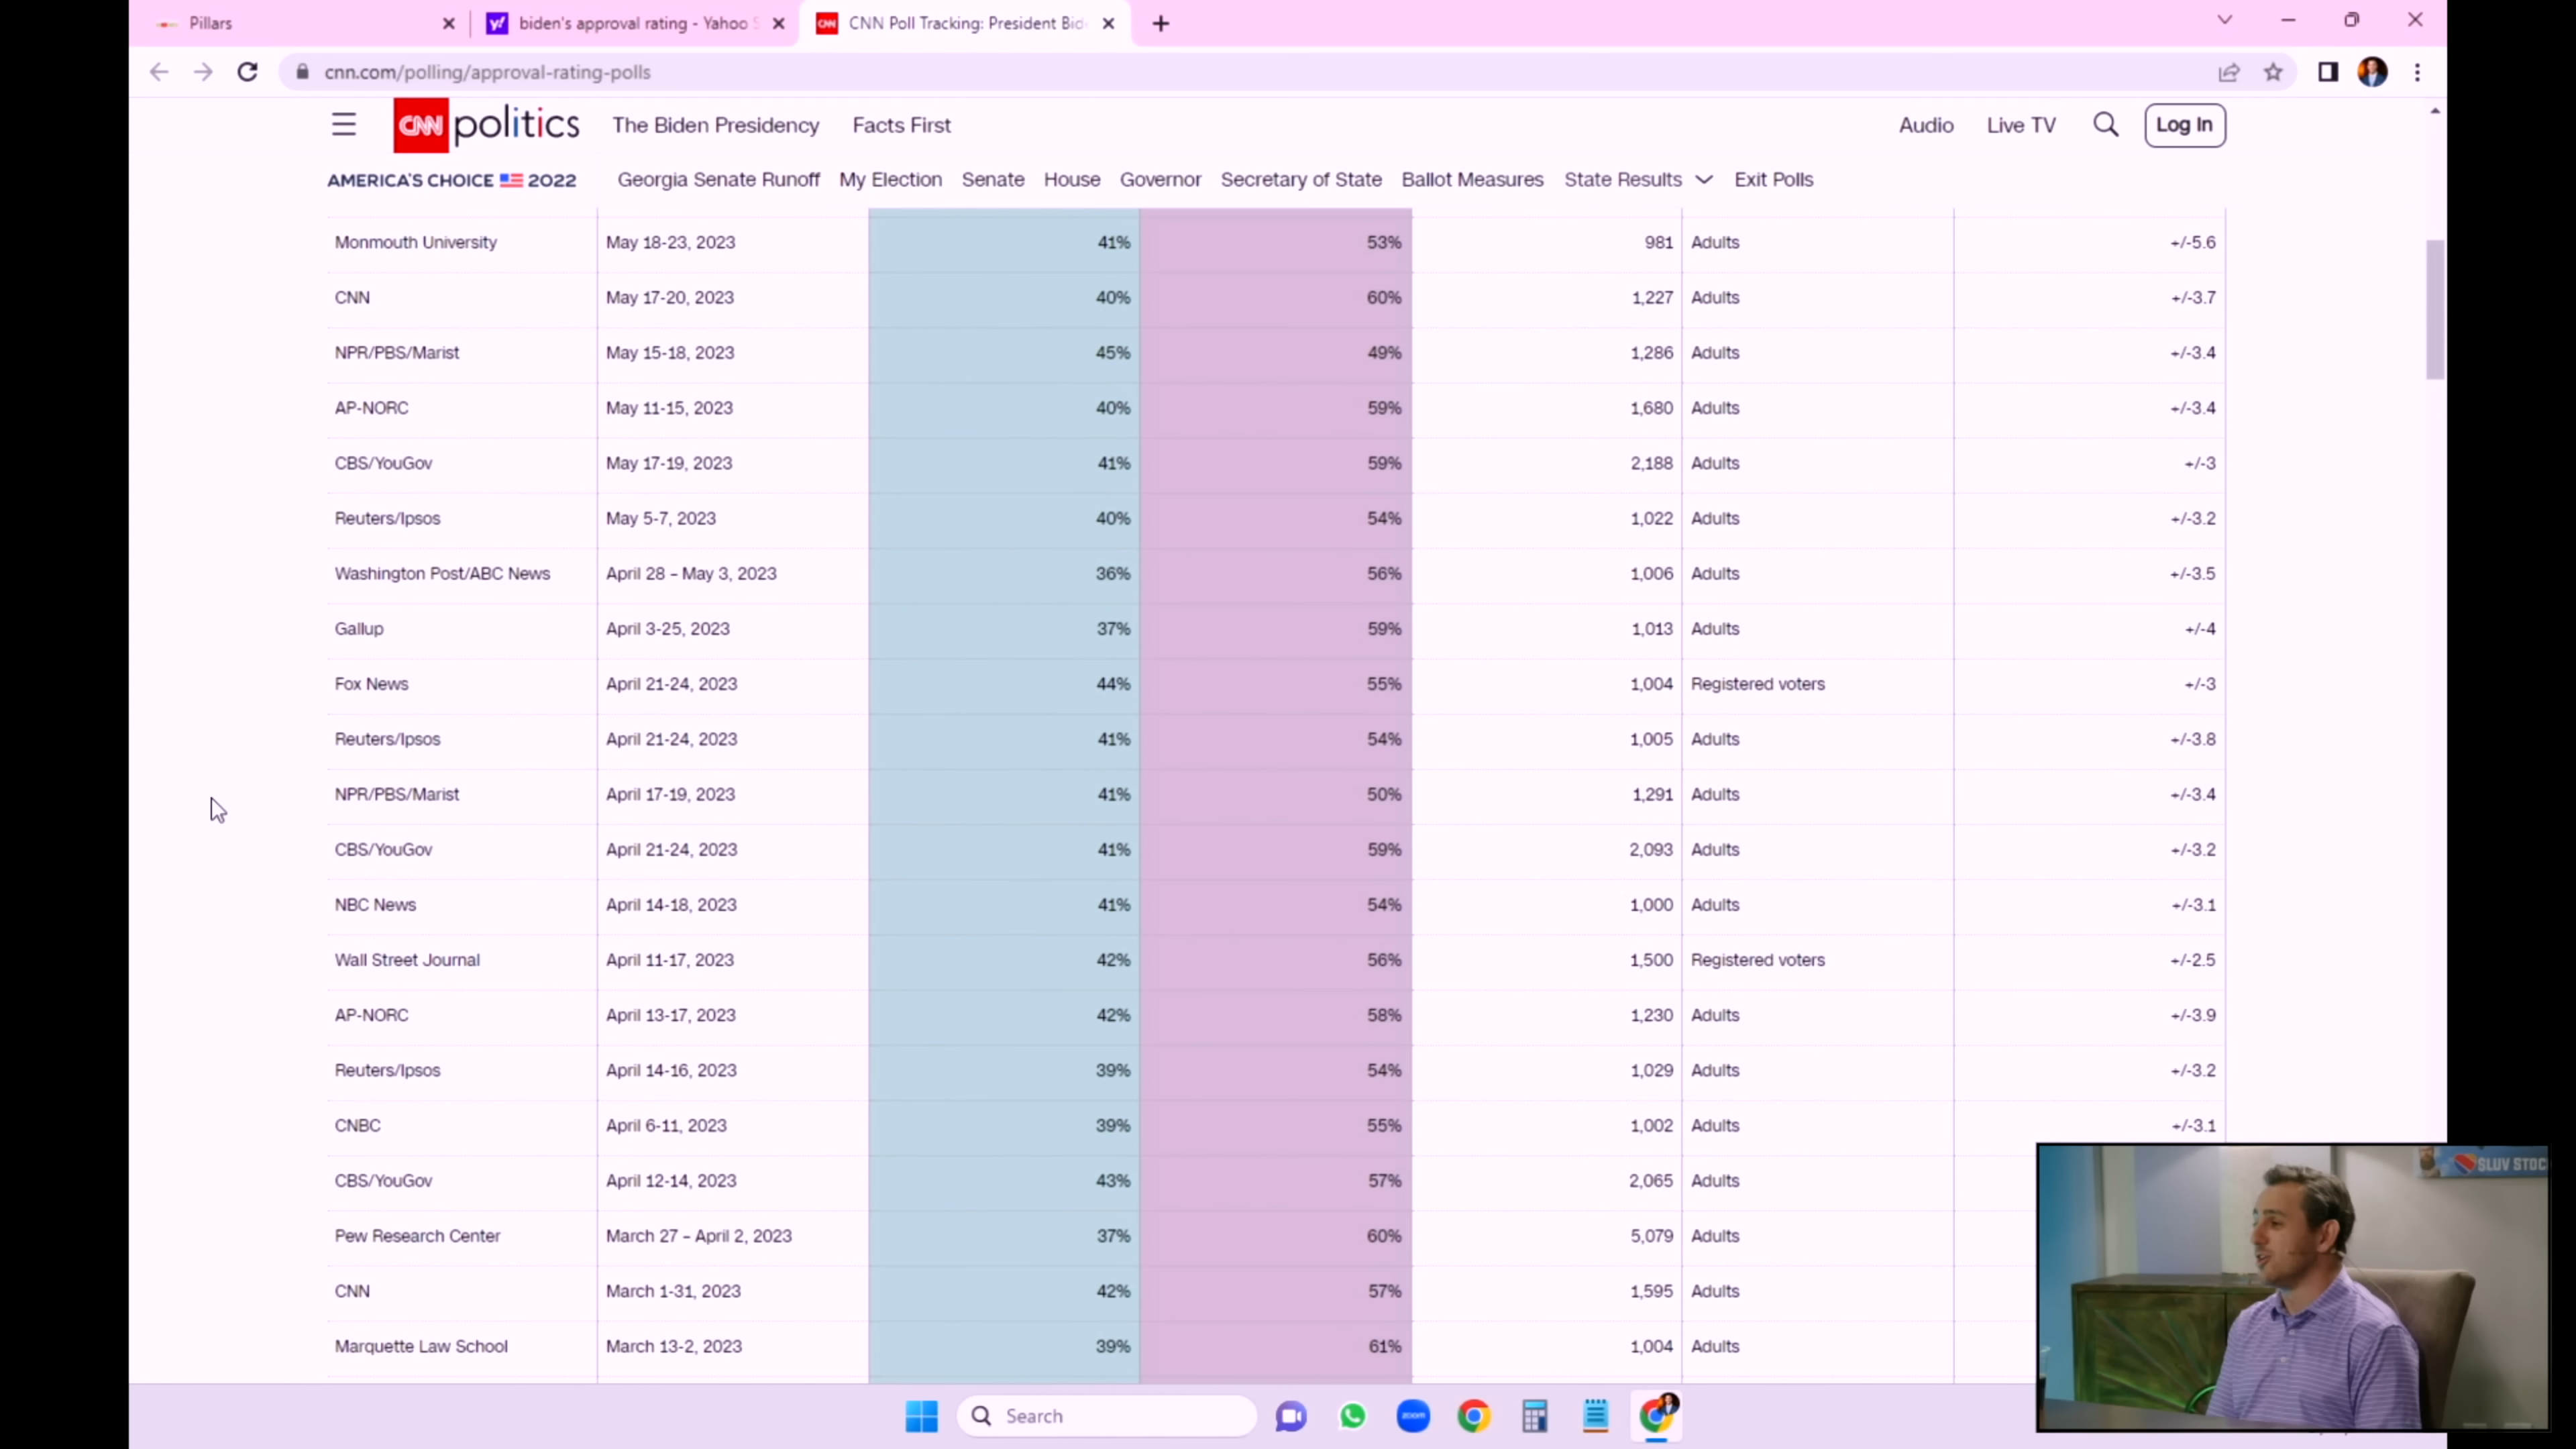 Pillars
biden's approval rating - Yahoo S
CNN Poll Tracking: President Bid
cnn.com/polling/approval-rating-polls
CNN politics The Biden Presidency Facts First Audio Live TV Log In
AMERICA'S CHOICE 2022 Georgia Senate Runoff My Election Senate House Governor Secretary of State Ballot Measures State Results Exit Polls
Monmouth University May 18-23, 2023 41% 53% 981 Adults +/-5.6
CNN May 17-20, 2023 40% 60% 1,227 Adults +/-3.7
NPR/PBS/Marist May 15-18, 2023 45% 49% 1,286 Adults +/-3.4
AP-NORC May 11-15, 2023 40% 59% 1,680 Adults +/-3.4
CBS/YouGov May 17-19, 2023 41% 59% 2,188 Adults +/-3
Reuters/Ipsos May 5-7, 2023 40% 54% 1,022 Adults +/-3.2
Washington Post/ABC News April 28 – May 3, 2023 36% 56% 1,006 Adults +/-3.5
Gallup April 3-25, 2023 37% 59% 1,013 Adults +/-4
Fox News April 21-24, 2023 44% 55% 1,004 Registered voters +/-3
Reuters/Ipsos April 21-24, 2023 41% 54% 1,005 Adults +/-3.8
NPR/PBS/Marist April 17-19, 2023 41% 50% 1,291 Adults +/-3.4
CBS/YouGov April 21-24, 2023 41% 59% 2,093 Adults +/-3.2
NBC News April 14-18, 2023 41% 54% 1,000 Adults +/-3.1
Wall Street Journal April 11-17, 2023 42% 56% 1,500 Registered voters +/-2.5
AP-NORC April 13-17, 2023 42% 58% 1,230 Adults +/-3.9
Reuters/Ipsos April 14-16, 2023 39% 54% 1,029 Adults +/-3.2
CNBC April 6-11, 2023 39% 55% 1,002 Adults +/-3.1
CBS/YouGov April 12-14, 2023 43% 57% 2,065 Adults
Pew Research Center March 27 – April 2, 2023 37% 60% 5,079 Adults
CNN March 1-31, 2023 42% 57% 1,595 Adults
Marquette Law School March 13-2, 2023 39% 61% 1,004 Adults
SLUV STOC
Search
zoom